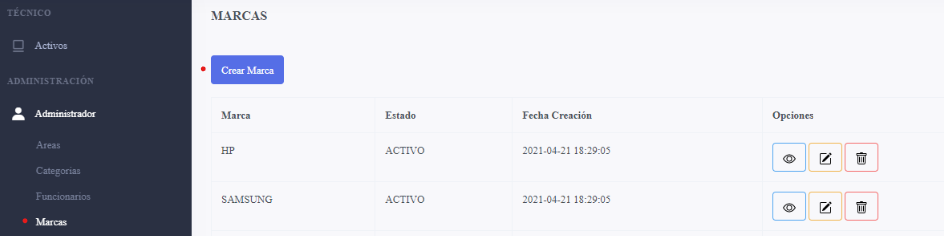 TÉCNICO
Activos
ADMINISTRACIÓN
Administrador
Areas
Categorias
Funcionarios
Marcas
MARCAS
Crear Marca
Marca Estado Fecha Creación Opciones
HP ACTIVO 2021-04-21 18:29:05
SAMSUNG ACTIVO 2021-04-21 18:29:05